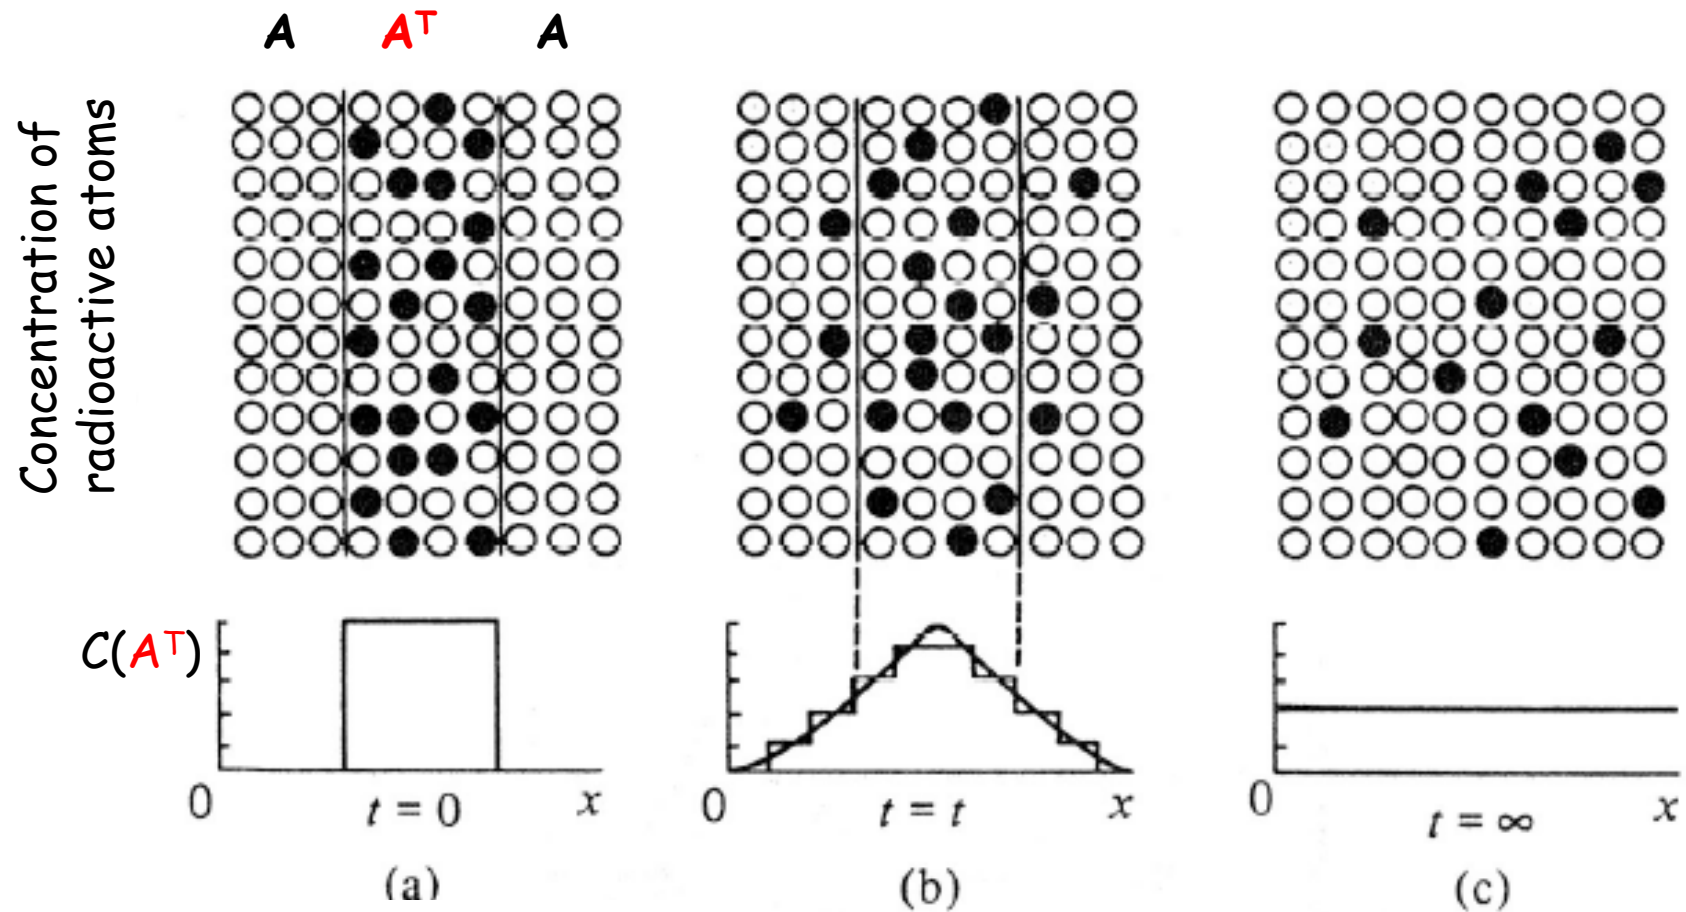 A A^T A
Concentration of
radioactive atoms
C(A^T)
0 t = 0 x
0 t = t x
0 t = ∞ x
(a) (b) (c)